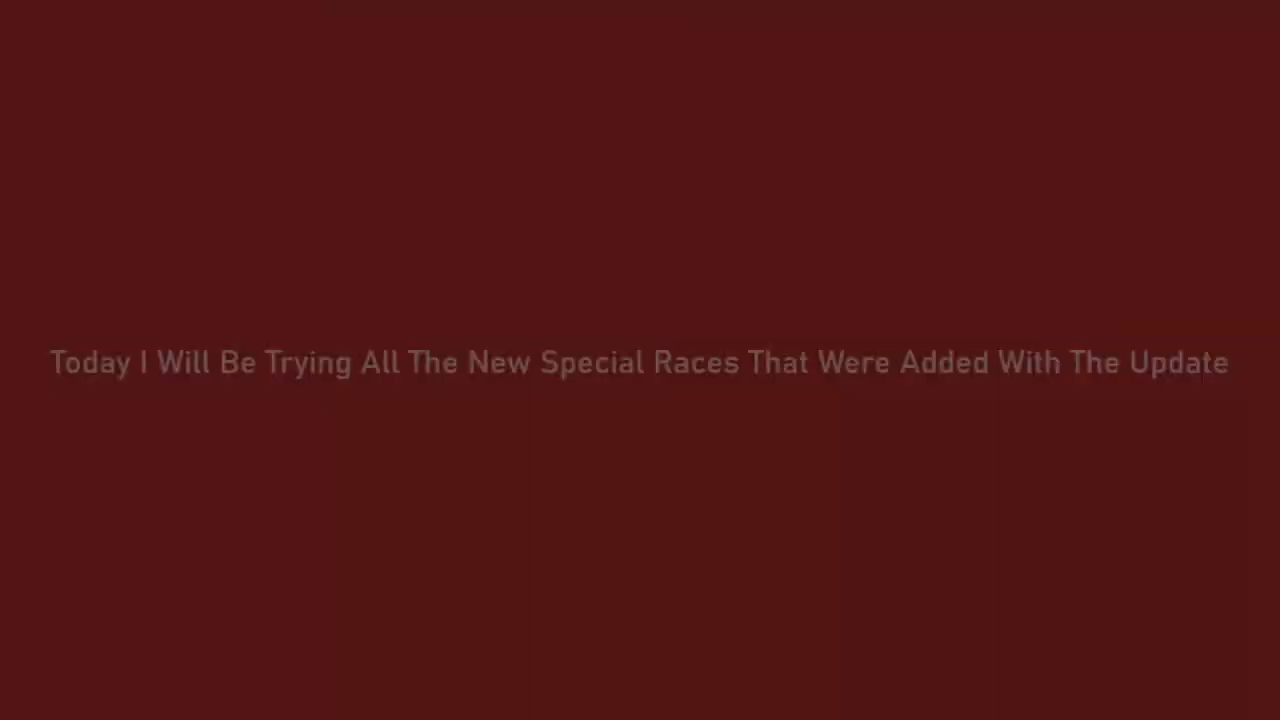 Today I Will Be Trying All The New Special Races That Were Added With The Update